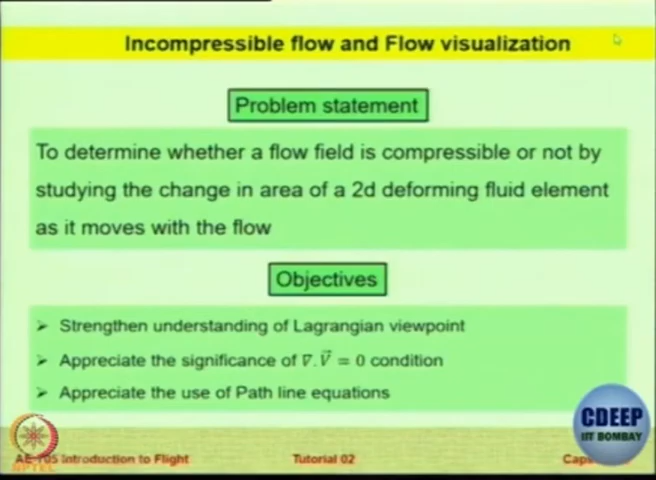 Incompressible flow and Flow visualization
Problem statement
To determine whether a flow field is compressible or not by
studying the change in area of a 2d deforming fluid element
as it moves with the flow
Objectives
➢ Strengthen understanding of Lagrangian viewpoint
➢ Appreciate the significance of ∇.V⃗ = 0 condition
➢ Appreciate the use of Path line equations
CDEEP
IIT BOMBAY
NPTEL
Introduction to Flight
Tutorial 02